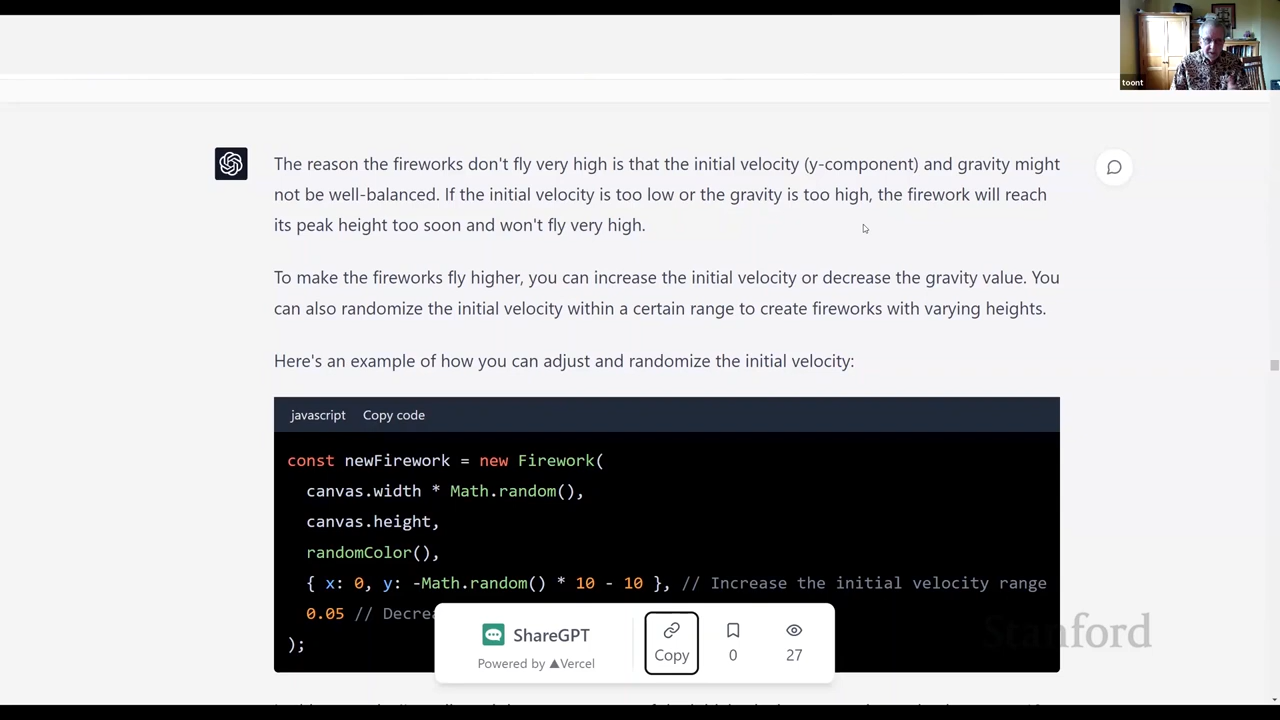 toont
The reason the fireworks don't fly very high is that the initial velocity (y-component) and gravity might
not be well-balanced. If the initial velocity is too low or the gravity is too high, the firework will reach
its peak height too soon and won't fly very high.
To make the fireworks fly higher, you can increase the initial velocity or decrease the gravity value. You
can also randomize the initial velocity within a certain range to create fireworks with varying heights.
Here's an example of how you can adjust and randomize the initial velocity:
javascript Copy code
const newFirework = new Firework(
canvas.width * Math.random(),
canvas.height,
randomColor(),
{ x: 0, y: -Math.random() * 10 - 10 }, // Increase the initial velocity range
0.05 // Decrea
);
ShareGPT
Powered by ▲Vercel
Copy
0
27
Stanford